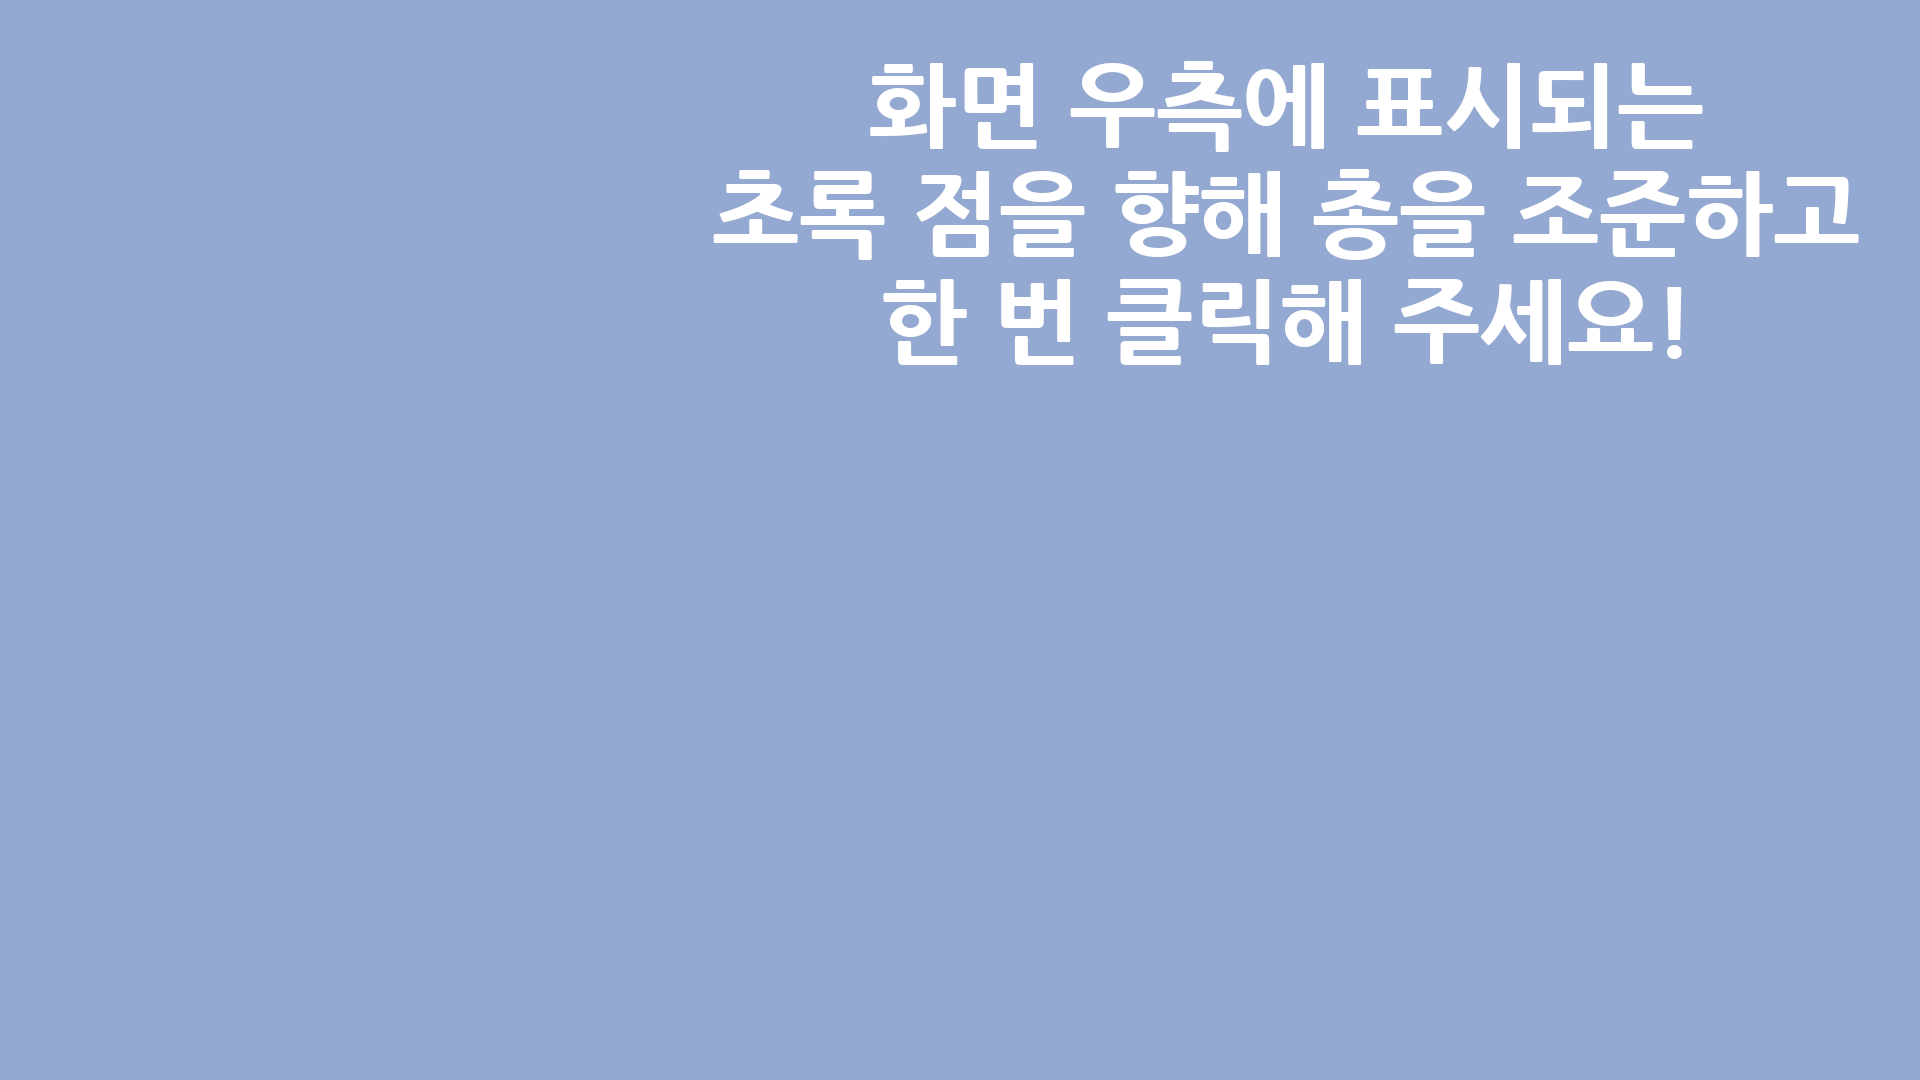 화면 우측에 표시되는
초록 점을 향해 총을 조준하고
한 번 클릭해 주세요!